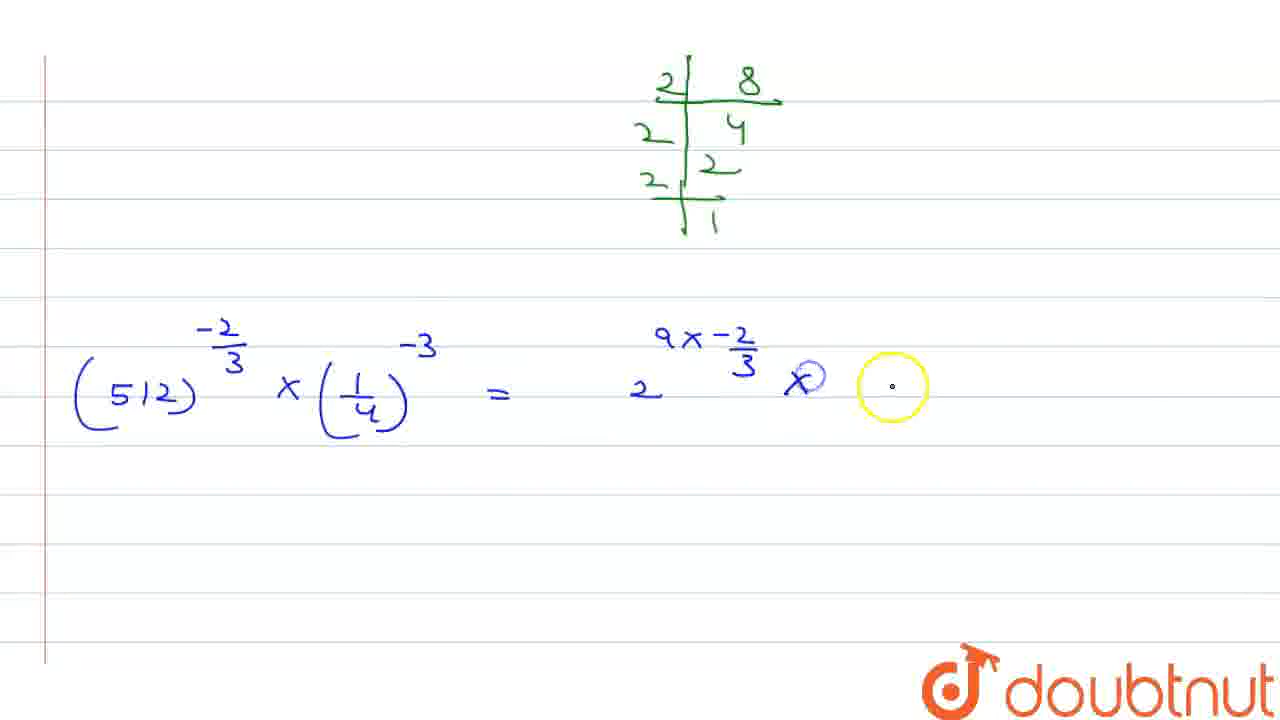 2 8
2 4
2 2
1
(512)^(-2/3) × (1/4)^(-3) = 2^(9 × -2/3) ×
doubtnut